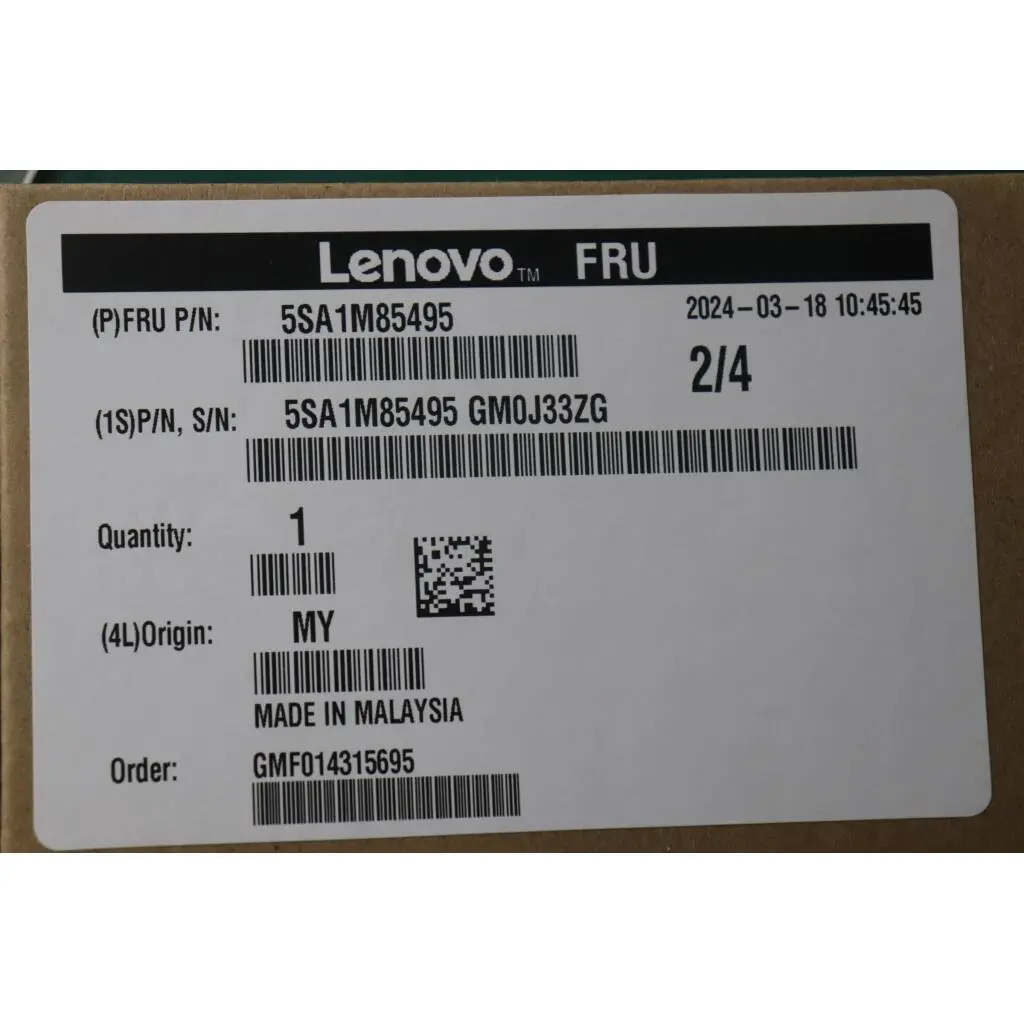 Lenovo™ FRU
(P)FRU P/N: 5SA1M85495 2024-03-18 10:45:45
2/4
(1S)P/N, S/N: 5SA1M85495 GM0J33ZG
Quantity: 1
(4L)Origin: MY
MADE IN MALAYSIA
Order: GMF014315695